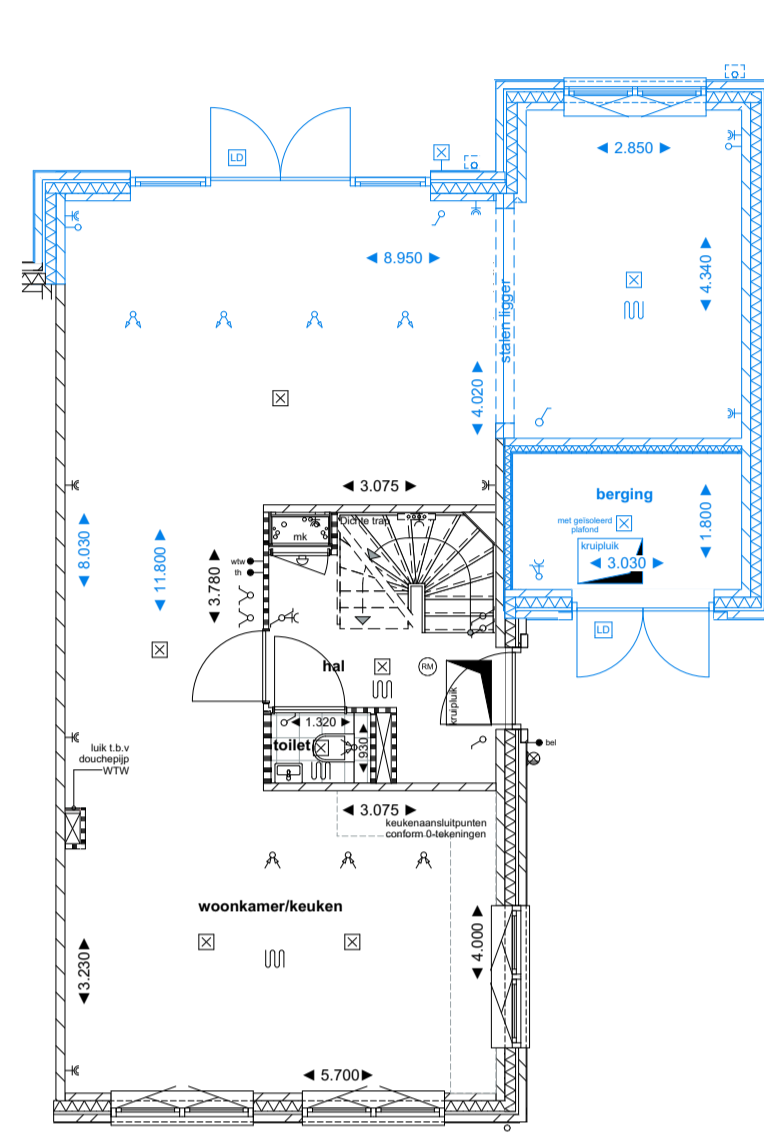 LD
2.850
8.950
4.340
stalen ligger
4.020
3.075
Dichte trap
mk
berging
met geïsoleerd
plafond
1.800
kruipluik
3.030
8.030
11.800
3.780
wtw
th
LD
hal
RM
kruipluik
1.320
toilet
930
bel
luik t.b.v
douchepijp
WTW
3.075
keukenaansluitpunten
conform 0-tekeningen
woonkamer/keuken
4.000
3.230
5.700